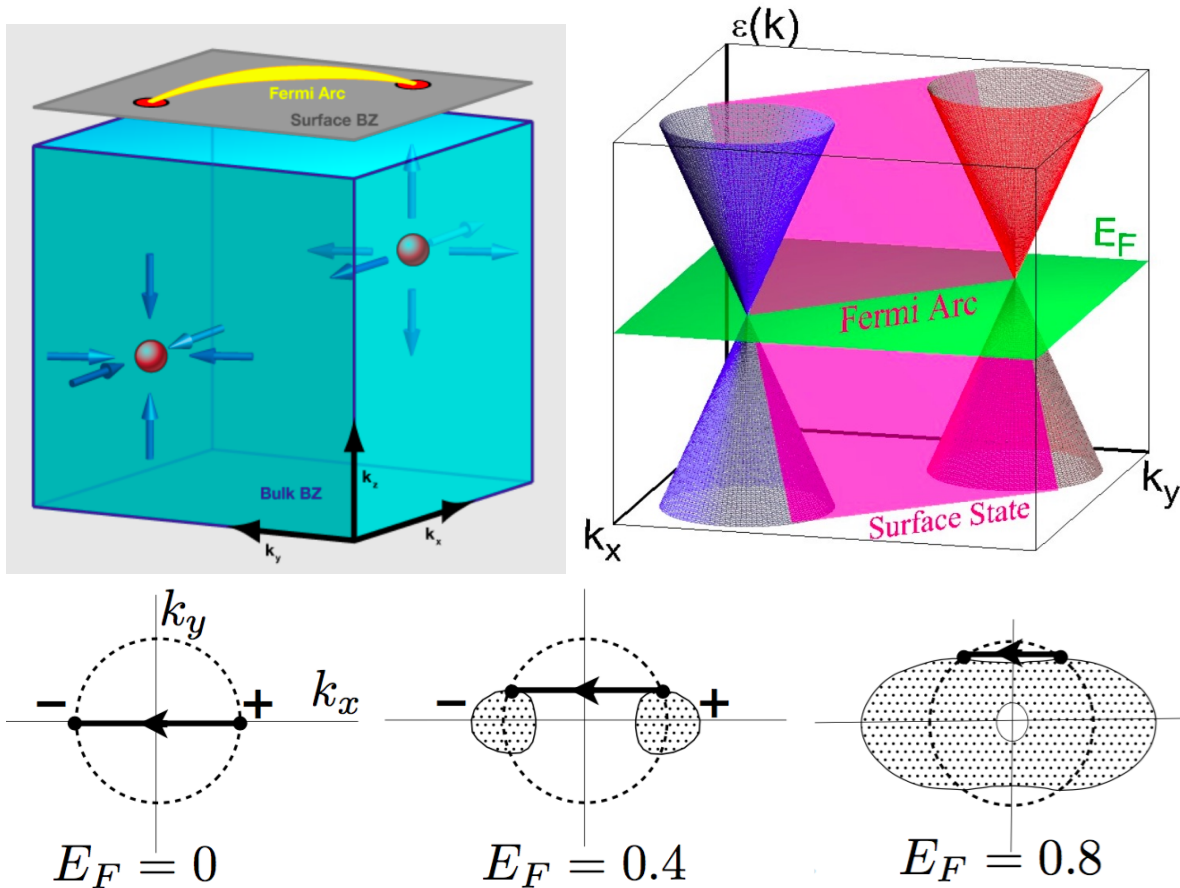 Fermi Arc
Surface BZ
k_z
Bulk BZ
k_y
k_x
ε(k)
E_F
Fermi Arc
k_y
Surface State
k_x
k_y
− +
k_x
E_F = 0
− +
E_F = 0.4
E_F = 0.8